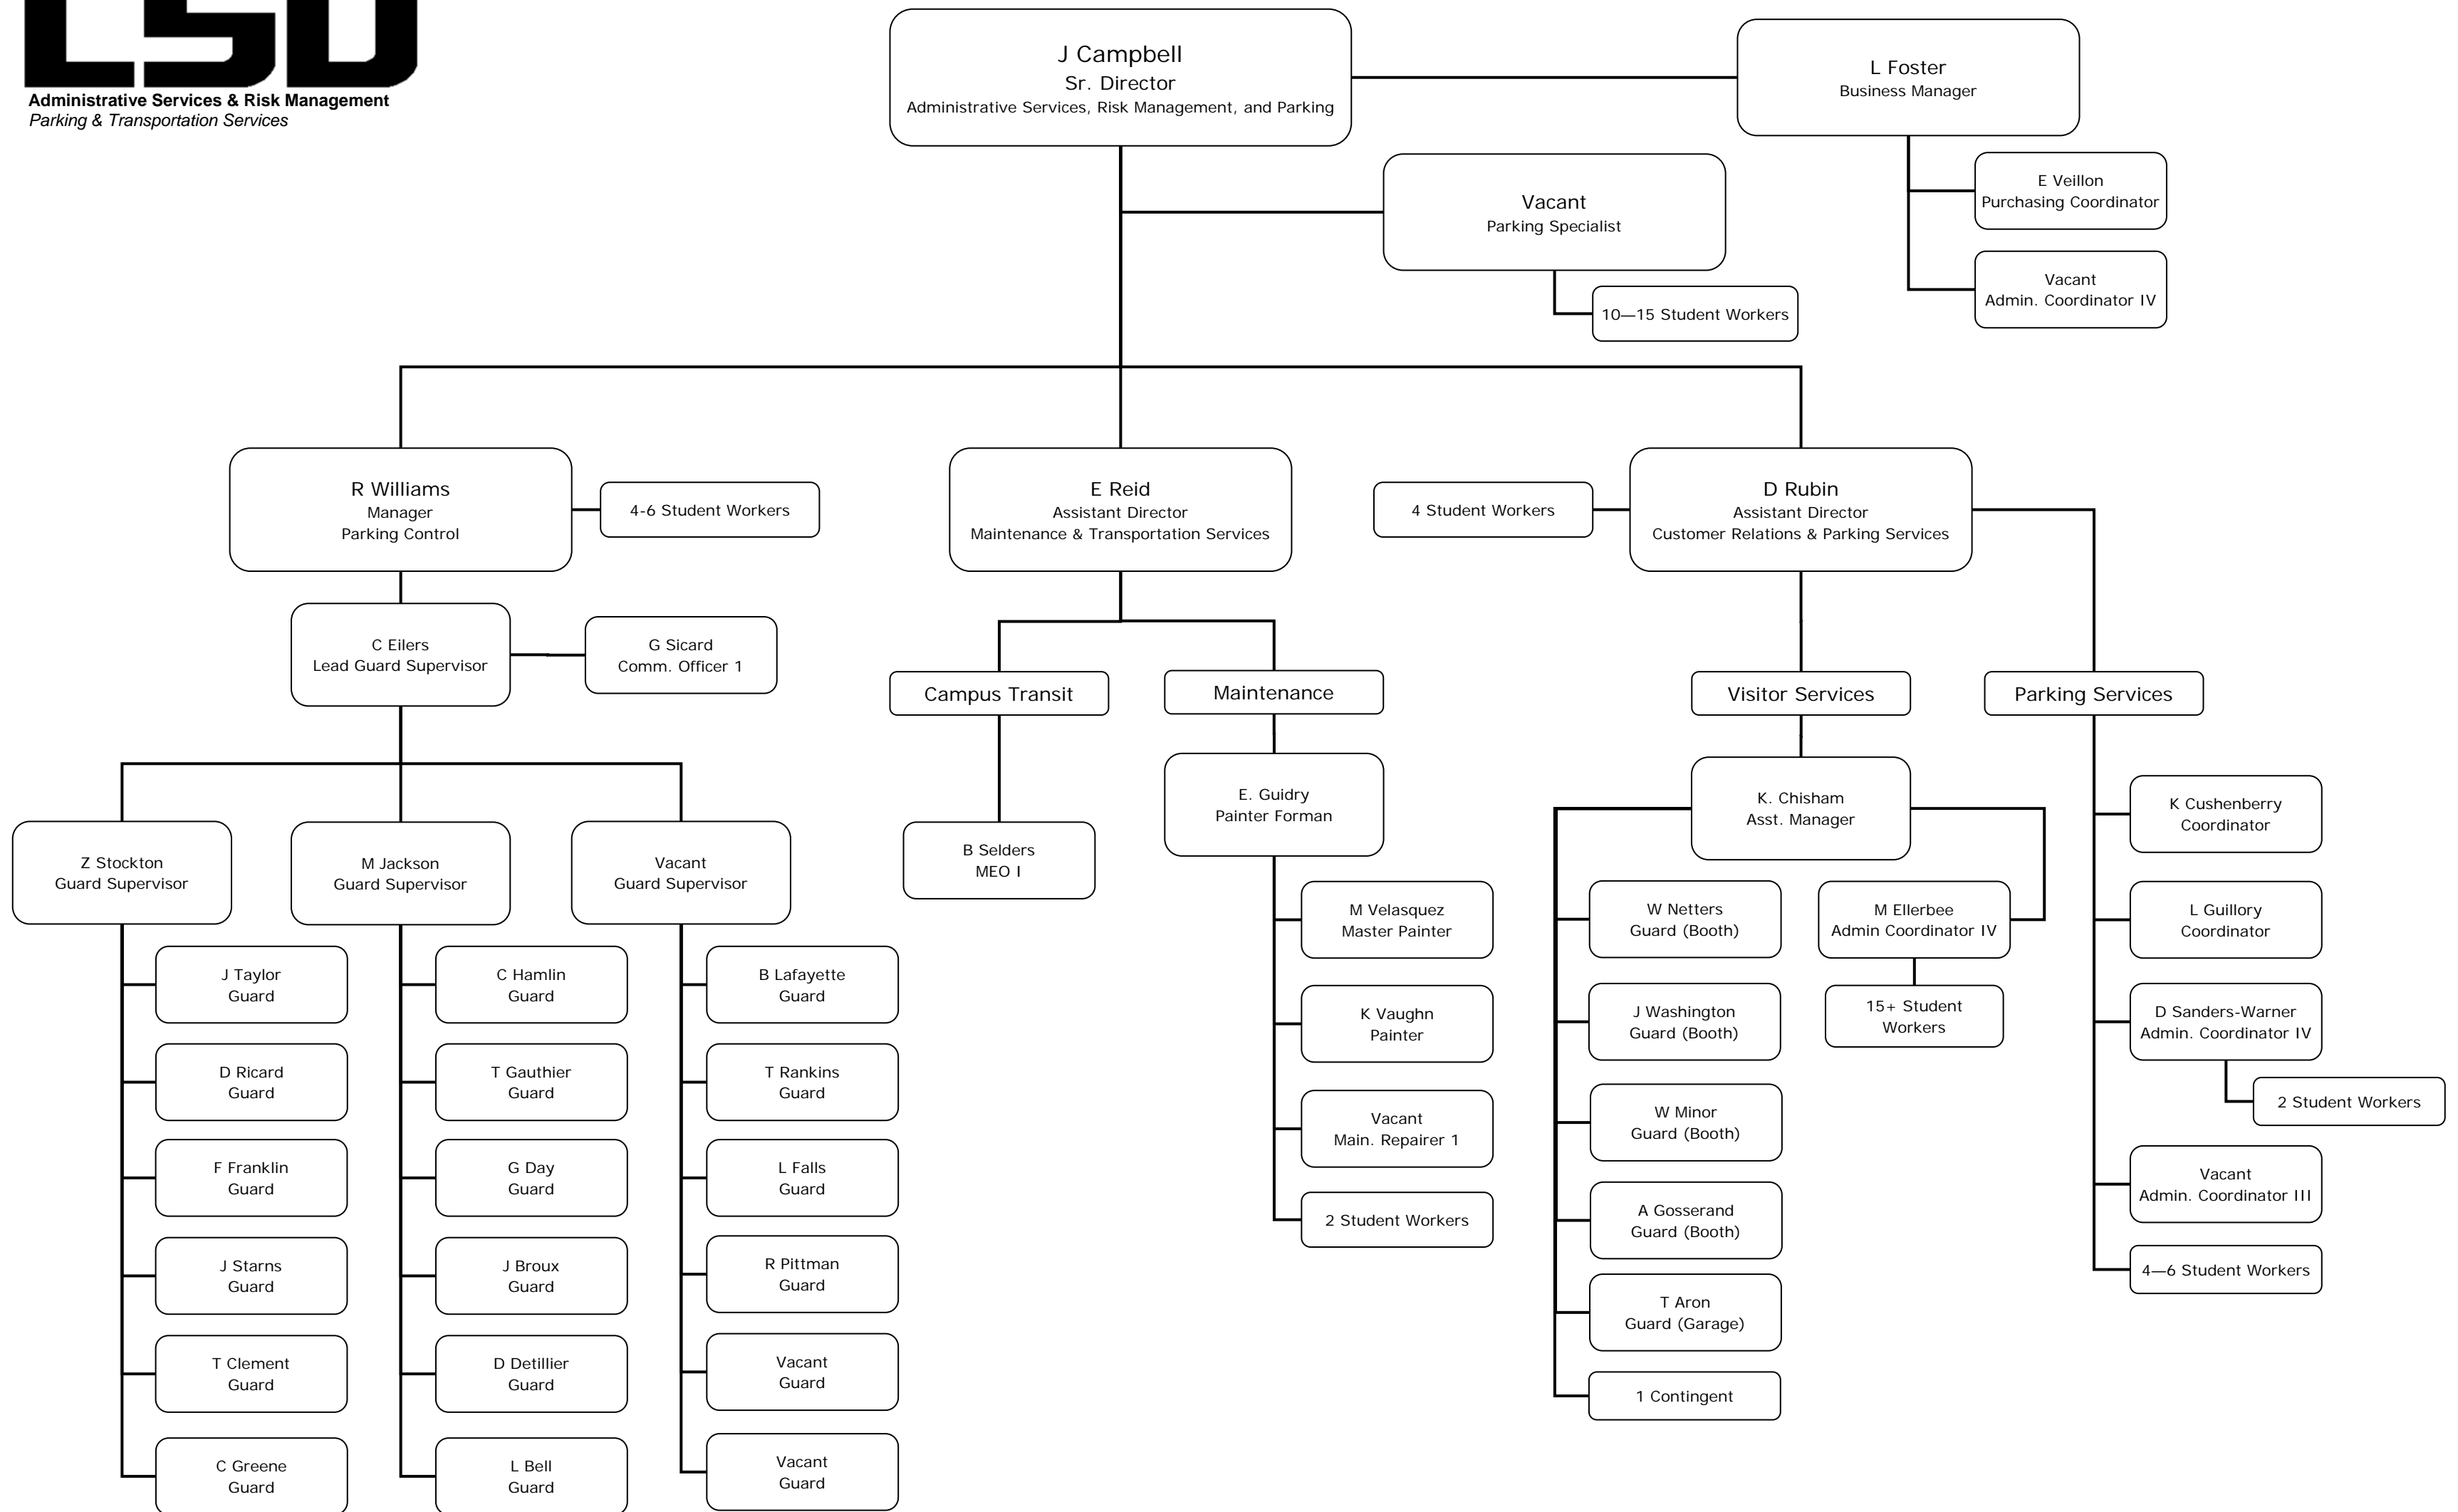 LSU
Administrative Services & Risk Management
Parking & Transportation Services
J Campbell
Sr. Director
Administrative Services, Risk Management, and Parking
L Foster
Business Manager
E Veillon
Purchasing Coordinator
Vacant
Admin. Coordinator IV
Vacant
Parking Specialist
10—15 Student Workers
R Williams
Manager
Parking Control
4-6 Student Workers
E Reid
Assistant Director
Maintenance & Transportation Services
4 Student Workers
D Rubin
Assistant Director
Customer Relations & Parking Services
C Eilers
Lead Guard Supervisor
G Sicard
Comm. Officer 1
Campus Transit
Maintenance
Visitor Services
Parking Services
Z Stockton
Guard Supervisor
M Jackson
Guard Supervisor
Vacant
Guard Supervisor
J Taylor
Guard
D Ricard
Guard
F Franklin
Guard
J Starns
Guard
T Clement
Guard
C Greene
Guard
C Hamlin
Guard
T Gauthier
Guard
G Day
Guard
J Broux
Guard
D Detillier
Guard
L Bell
Guard
B Lafayette
Guard
T Rankins
Guard
L Falls
Guard
R Pittman
Guard
Vacant
Guard
Vacant
Guard
B Selders
MEO I
E. Guidry
Painter Forman
M Velasquez
Master Painter
K Vaughn
Painter
Vacant
Main. Repairer 1
2 Student Workers
K. Chisham
Asst. Manager
W Netters
Guard (Booth)
J Washington
Guard (Booth)
W Minor
Guard (Booth)
A Gosserand
Guard (Booth)
T Aron
Guard (Garage)
1 Contingent
M Ellerbee
Admin Coordinator IV
15+ Student
Workers
K Cushenberry
Coordinator
L Guillory
Coordinator
D Sanders-Warner
Admin. Coordinator IV
2 Student Workers
Vacant
Admin. Coordinator III
4—6 Student Workers